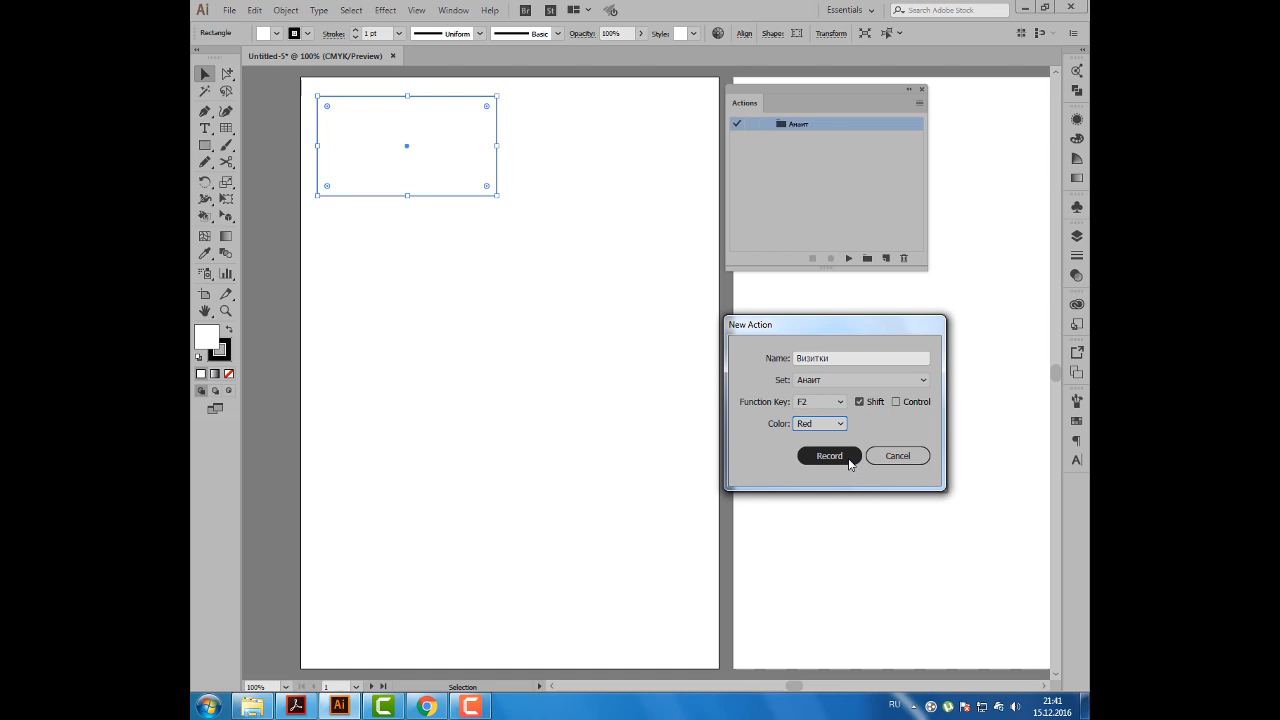 Ai File Edit Object Type Select Effect View Window Help Br St Essentials Search Adobe Stock
Rectangle Stroke: 1 pt Uniform Basic Opacity: 100% Style: Align Shape: Transform
Untitled-5* @ 100% (CMYK/Preview) ×
Actions
Анаит
New Action
Name: Визитки
Set: Анаит
Function Key: F2 Shift Control
Color: Red
Record Cancel
100% 1 Selection
Ai RU 21:41
15.12.2016